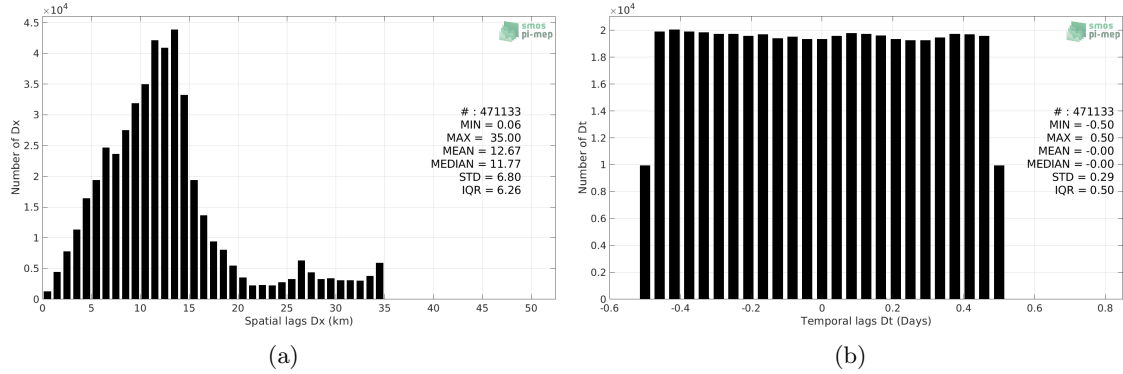 ×10⁴
4.5
4
3.5
3
2.5
2
1.5
1
0.5
0
Number of Dx
0 5 10 15 20 25 30 35 40 45 50
Spatial lags Dx (km)
smos
pi-mep
# : 471133
MIN = 0.06
MAX = 35.00
MEAN = 12.67
MEDIAN = 11.77
STD = 6.80
IQR = 6.26
(a)
×10⁴
2
1.8
1.6
1.4
1.2
1
0.8
0.6
0.4
0.2
0
Number of Dt
-0.6 -0.4 -0.2 0 0.2 0.4 0.6 0.8
Temporal lags Dt (Days)
smos
pi-mep
# : 471133
MIN = -0.50
MAX = 0.50
MEAN = -0.00
MEDIAN = -0.00
STD = 0.29
IQR = 0.50
(b)